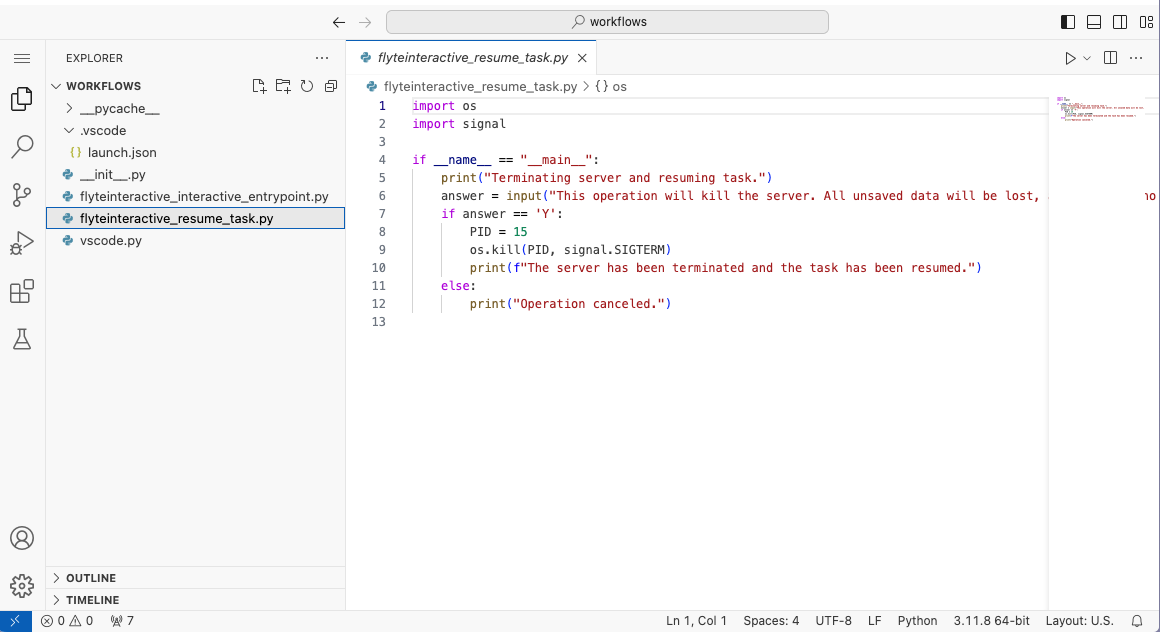 workflows
EXPLORER
WORKFLOWS
__pycache__
.vscode
{} launch.json
__init__.py
flyteinteractive_interactive_entrypoint.py
flyteinteractive_resume_task.py
vscode.py
OUTLINE
TIMELINE
flyteinteractive_resume_task.py
flyteinteractive_resume_task.py > {} os
1 import os
2 import signal
3
4 if __name__ == "__main__":
5 print("Terminating server and resuming task.")
6 answer = input("This operation will kill the server. All unsaved data will be lost,
7 if answer == 'Y':
8 PID = 15
9 os.kill(PID, signal.SIGTERM)
10 print(f"The server has been terminated and the task has been resumed.")
11 else:
12 print("Operation canceled.")
13
0 0 7 Ln 1, Col 1 Spaces: 4 UTF-8 LF Python 3.11.8 64-bit Layout: U.S.